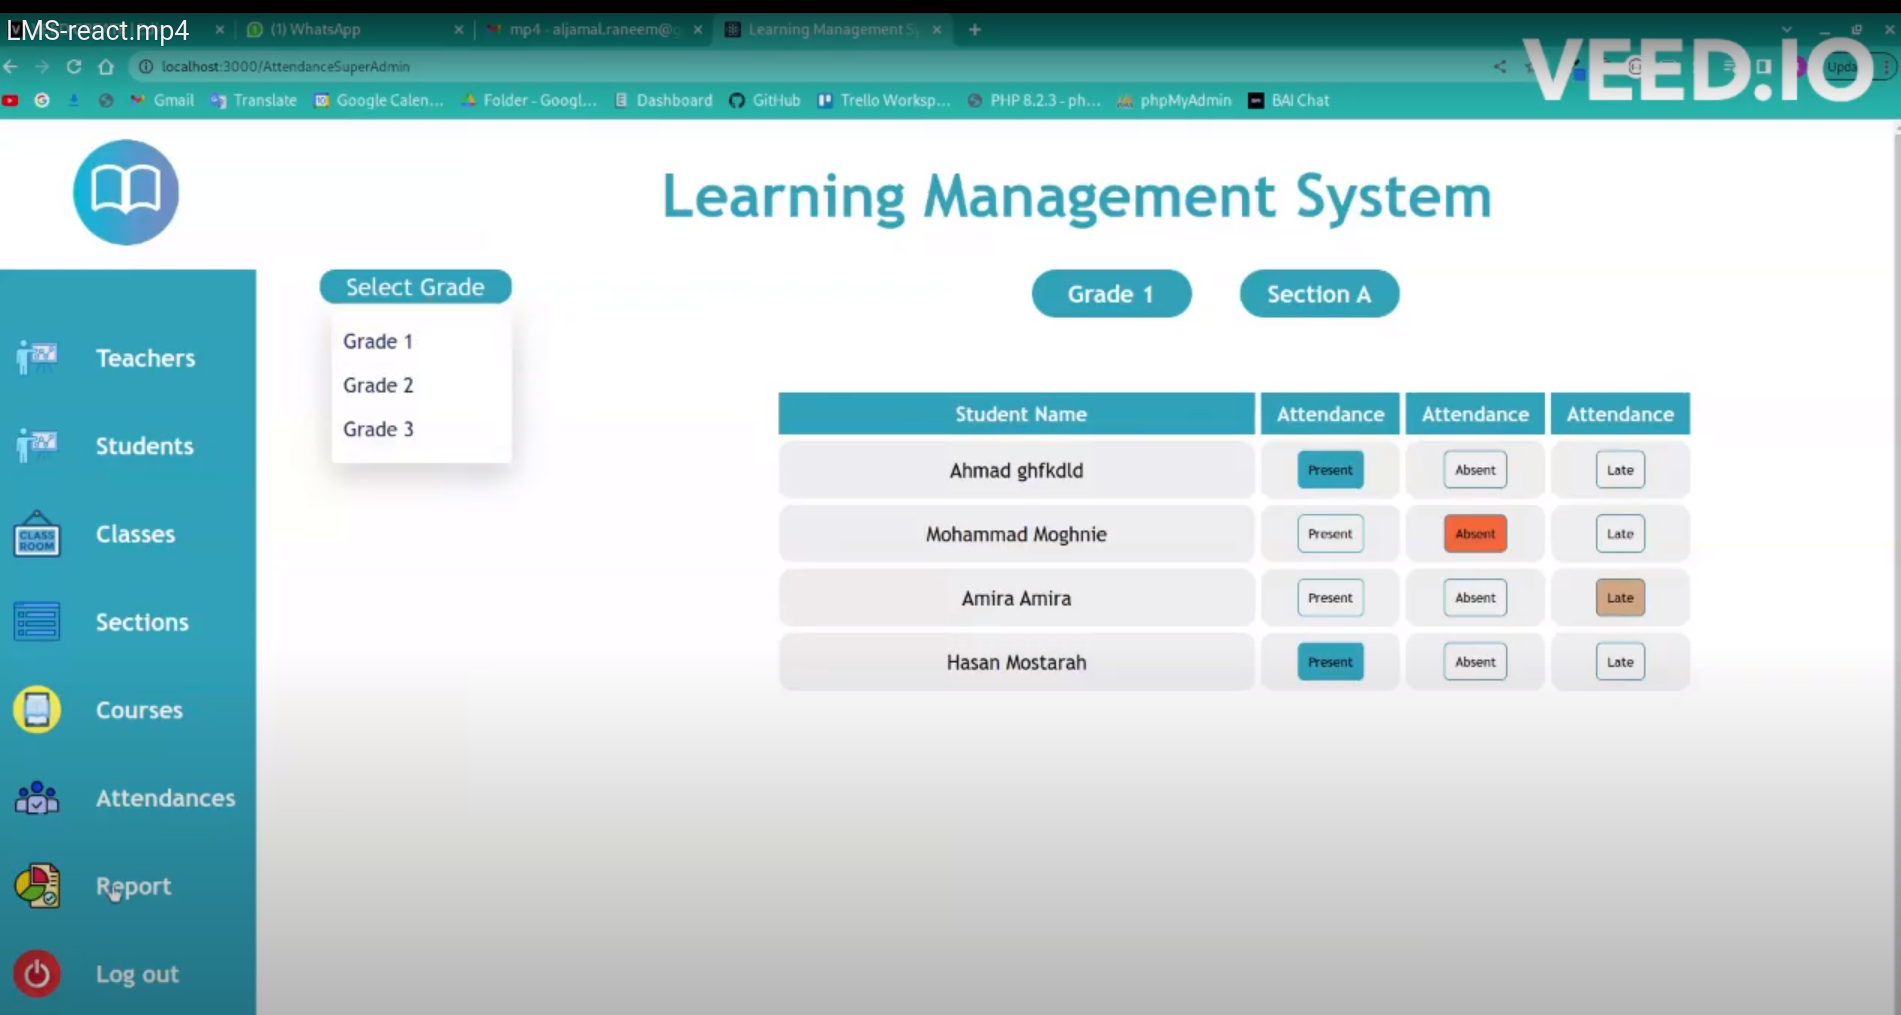 LMS-react.mp4
(1) WhatsApp
mp4 - aljamal.raneem@g
Learning Management Sy
localhost:3000/AttendanceSuperAdmin
Upda
VEED.IO
Gmail
Translate
Google Calen...
Folder - Googl...
Dashboard
GitHub
Trello Worksp...
PHP 8.2.3 - ph...
phpMyAdmin
BAI Chat
Learning Management System
Select Grade
Grade 1
Grade 2
Grade 3
Grade 1
Section A
Teachers
Students
CLASS
ROOM
Classes
Sections
Courses
Attendances
Report
Log out
Student Name Attendance Attendance Attendance
Ahmad ghfkdld Present Absent Late
Mohammad Moghnie Present Absent Late
Amira Amira Present Absent Late
Hasan Mostarah Present Absent Late